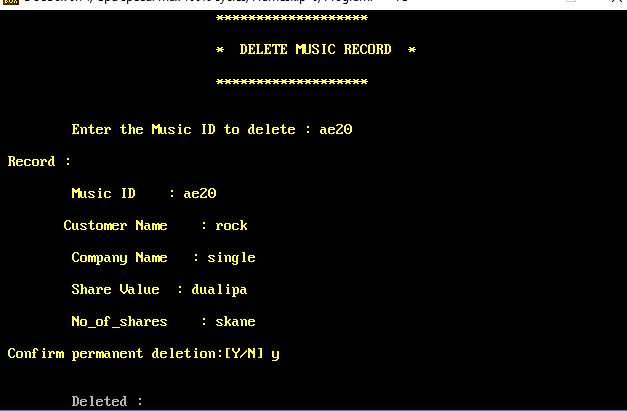 *******************
* DELETE MUSIC RECORD *
*******************
Enter the Music ID to delete : ae20
Record :
Music ID : ae20
Customer Name : rock
Company Name : single
Share Value : dualipa
No_of_shares : skane
Confirm permanent deletion:[Y/N] y
Deleted :